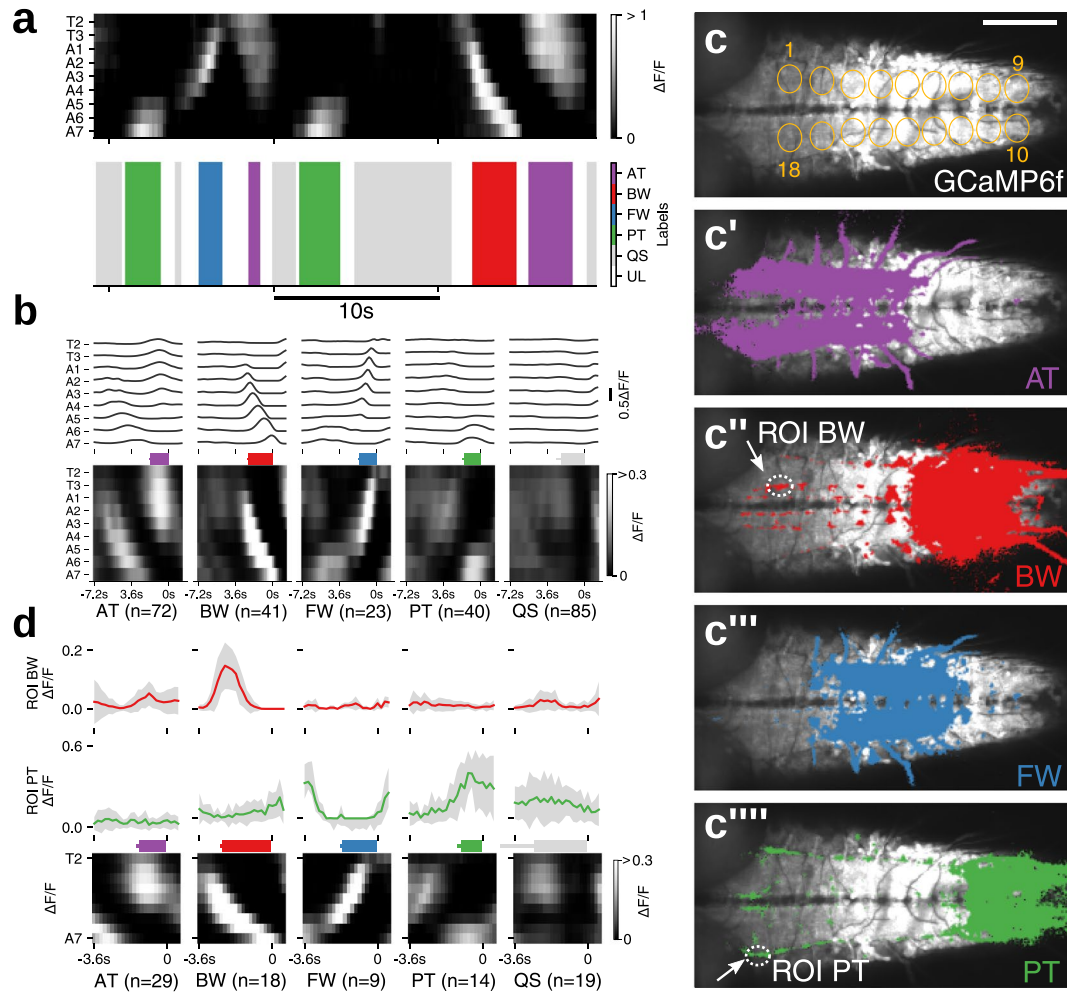 a
T2
T3
A1
A2
A3
A4
A5
A6
A7
> 1
0
ΔF/F
AT
BW
FW
PT
QS
UL
Labels
10s
b
T2
T3
A1
A2
A3
A4
A5
A6
A7
0.5ΔF/F
T2
T3
A1
A2
A3
A4
A5
A6
A7
>0.3
0
ΔF/F
-7.2s 3.6s 0s
-7.2s 3.6s 0s
-7.2s 3.6s 0s
-7.2s 3.6s 0s
-7.2s 3.6s 0s
AT (n=72) BW (n=41) FW (n=23) PT (n=40) QS (n=85)
d
0.2
0.0
ROI BW
ΔF/F
0.6
0.0
ROI PT
ΔF/F
T2
A7
ΔF/F
>0.3
0
ΔF/F
-3.6s 0
-3.6s 0
-3.6s 0
-3.6s 0
-3.6s 0
AT (n=29) BW (n=18) FW (n=9) PT (n=14) QS (n=19)
c
1
9
18
10
GCaMP6f
c'
AT
c''
ROI BW
BW
c'''
FW
c''''
ROI PT
PT